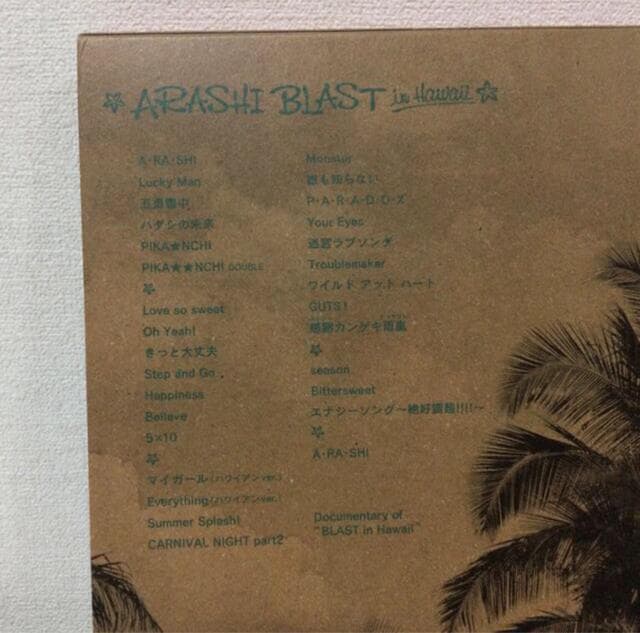 ARASHI BLAST in Hawaii
A・RA・SHI
Lucky Man
五里霧中
ハダシの未来
PIKA★NCHI
PIKA★★NCHI DOUBLE
Love so sweet
Oh Yeah!
きっと大丈夫
Step and Go
Happiness
Believe
5×10
マイガール(ハワイアンver.)
Everything(ハワイアンver.)
Summer Splash!
CARNIVAL NIGHT part2
Monster
誰も知らない
P・A・R・A・D・O・X
Your Eyes
迷宮ラブソング
Troublemaker
ワイルド アット ハート
GUTS!
感謝カンゲキ雨嵐
season
Bittersweet
エナジーソング〜絶好調超!!!!〜
A・RA・SHI
Documentary of
"BLAST in Hawaii"